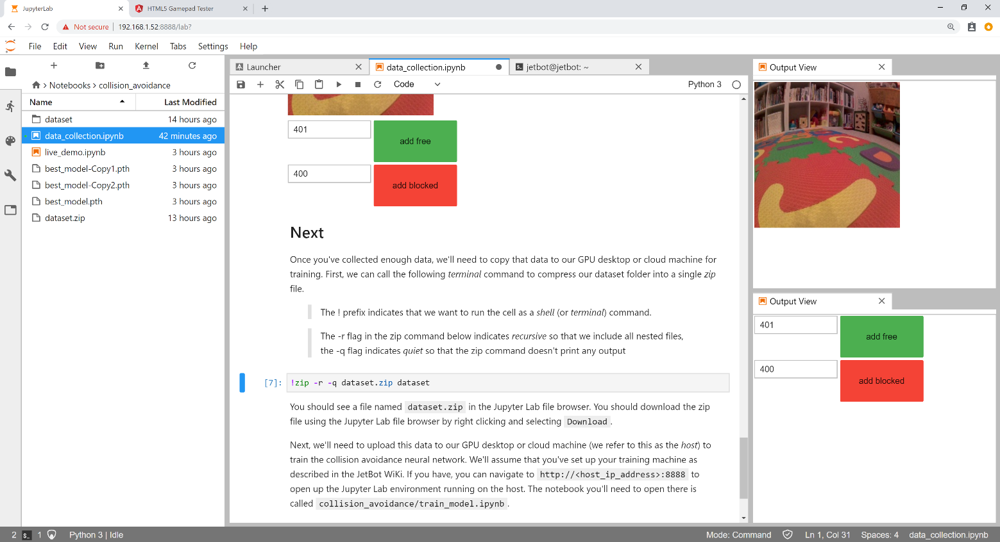 JupyterLab
HTML5 Gamepad Tester
Not secure | 192.168.1.52:8888/lab?
File Edit View Run Kernel Tabs Settings Help
Launcher
data_collection.ipynb
jetbot@jetbot: ~
Output View
Notebooks > collision_avoidance
Code
Python 3
Name Last Modified
dataset 14 hours ago
data_collection.ipynb 42 minutes ago
live_demo.ipynb 3 hours ago
best_model-Copy1.pth 3 hours ago
best_model-Copy2.pth 3 hours ago
best_model.pth 3 hours ago
dataset.zip 13 hours ago
401 add free
400 add blocked
Next
Once you've collected enough data, we'll need to copy that data to our GPU desktop or cloud machine for
training. First, we can call the following terminal command to compress our dataset folder into a single zip
file.
The ! prefix indicates that we want to run the cell as a shell (or terminal) command.
The -r flag in the zip command below indicates recursive so that we include all nested files,
the -q flag indicates quiet so that the zip command doesn't print any output
[7]: !zip -r -q dataset.zip dataset
You should see a file named dataset.zip in the Jupyter Lab file browser. You should download the zip
file using the Jupyter Lab file browser by right clicking and selecting Download .
Next, we'll need to upload this data to our GPU desktop or cloud machine (we refer to this as the host) to
train the collision avoidance neural network. We'll assume that you've set up your training machine as
described in the JetBot WiKi. If you have, you can navigate to http://<host_ip_address>:8888 to
open up the Jupyter Lab environment running on the host. The notebook you'll need to open there is
called collision_avoidance/train_model.ipynb .
Output View
401 add free
400 add blocked
2 1 Python 3 | Idle
Mode: Command Ln 1, Col 31 Spaces: 4 data_collection.ipynb